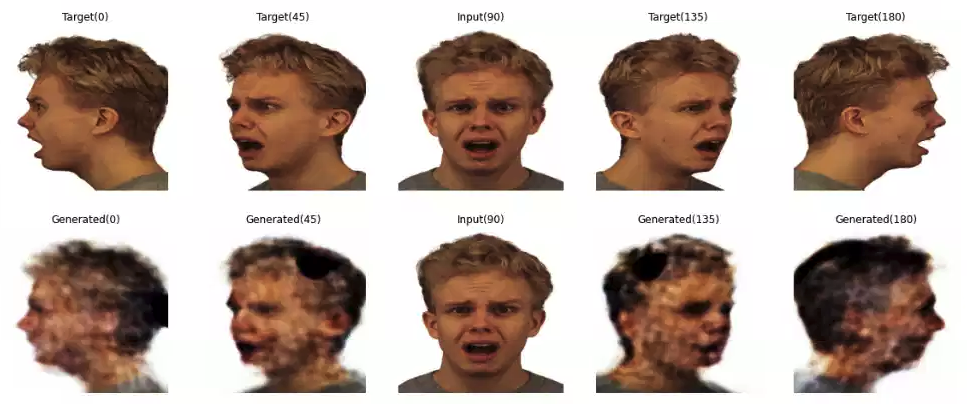 Target(0)
Target(45)
Input(90)
Target(135)
Target(180)
Generated(0)
Generated(45)
Input(90)
Generated(135)
Generated(180)